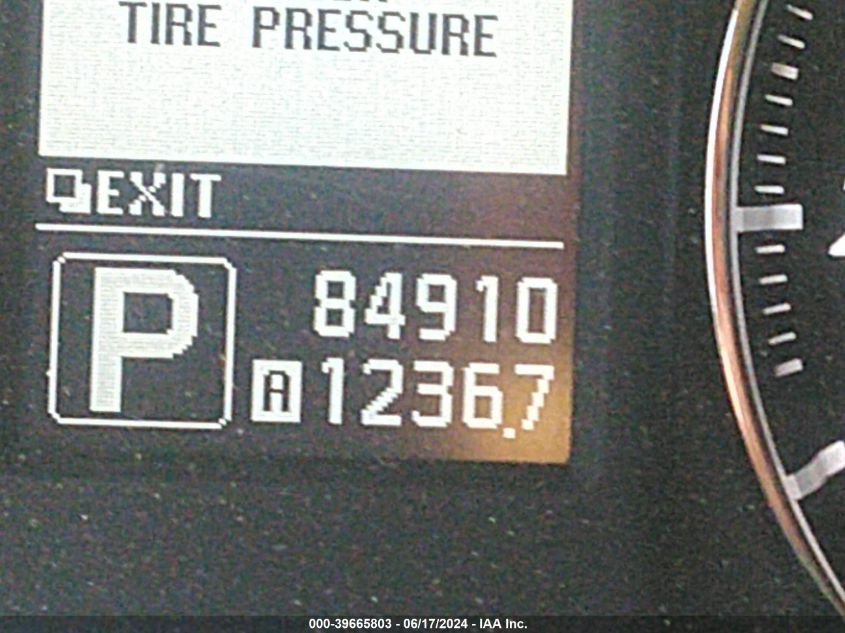 TIRE PRESSURE
EXIT
P
84910
A 1236.7
000-39665803 - 06/17/2024 - IAA Inc.